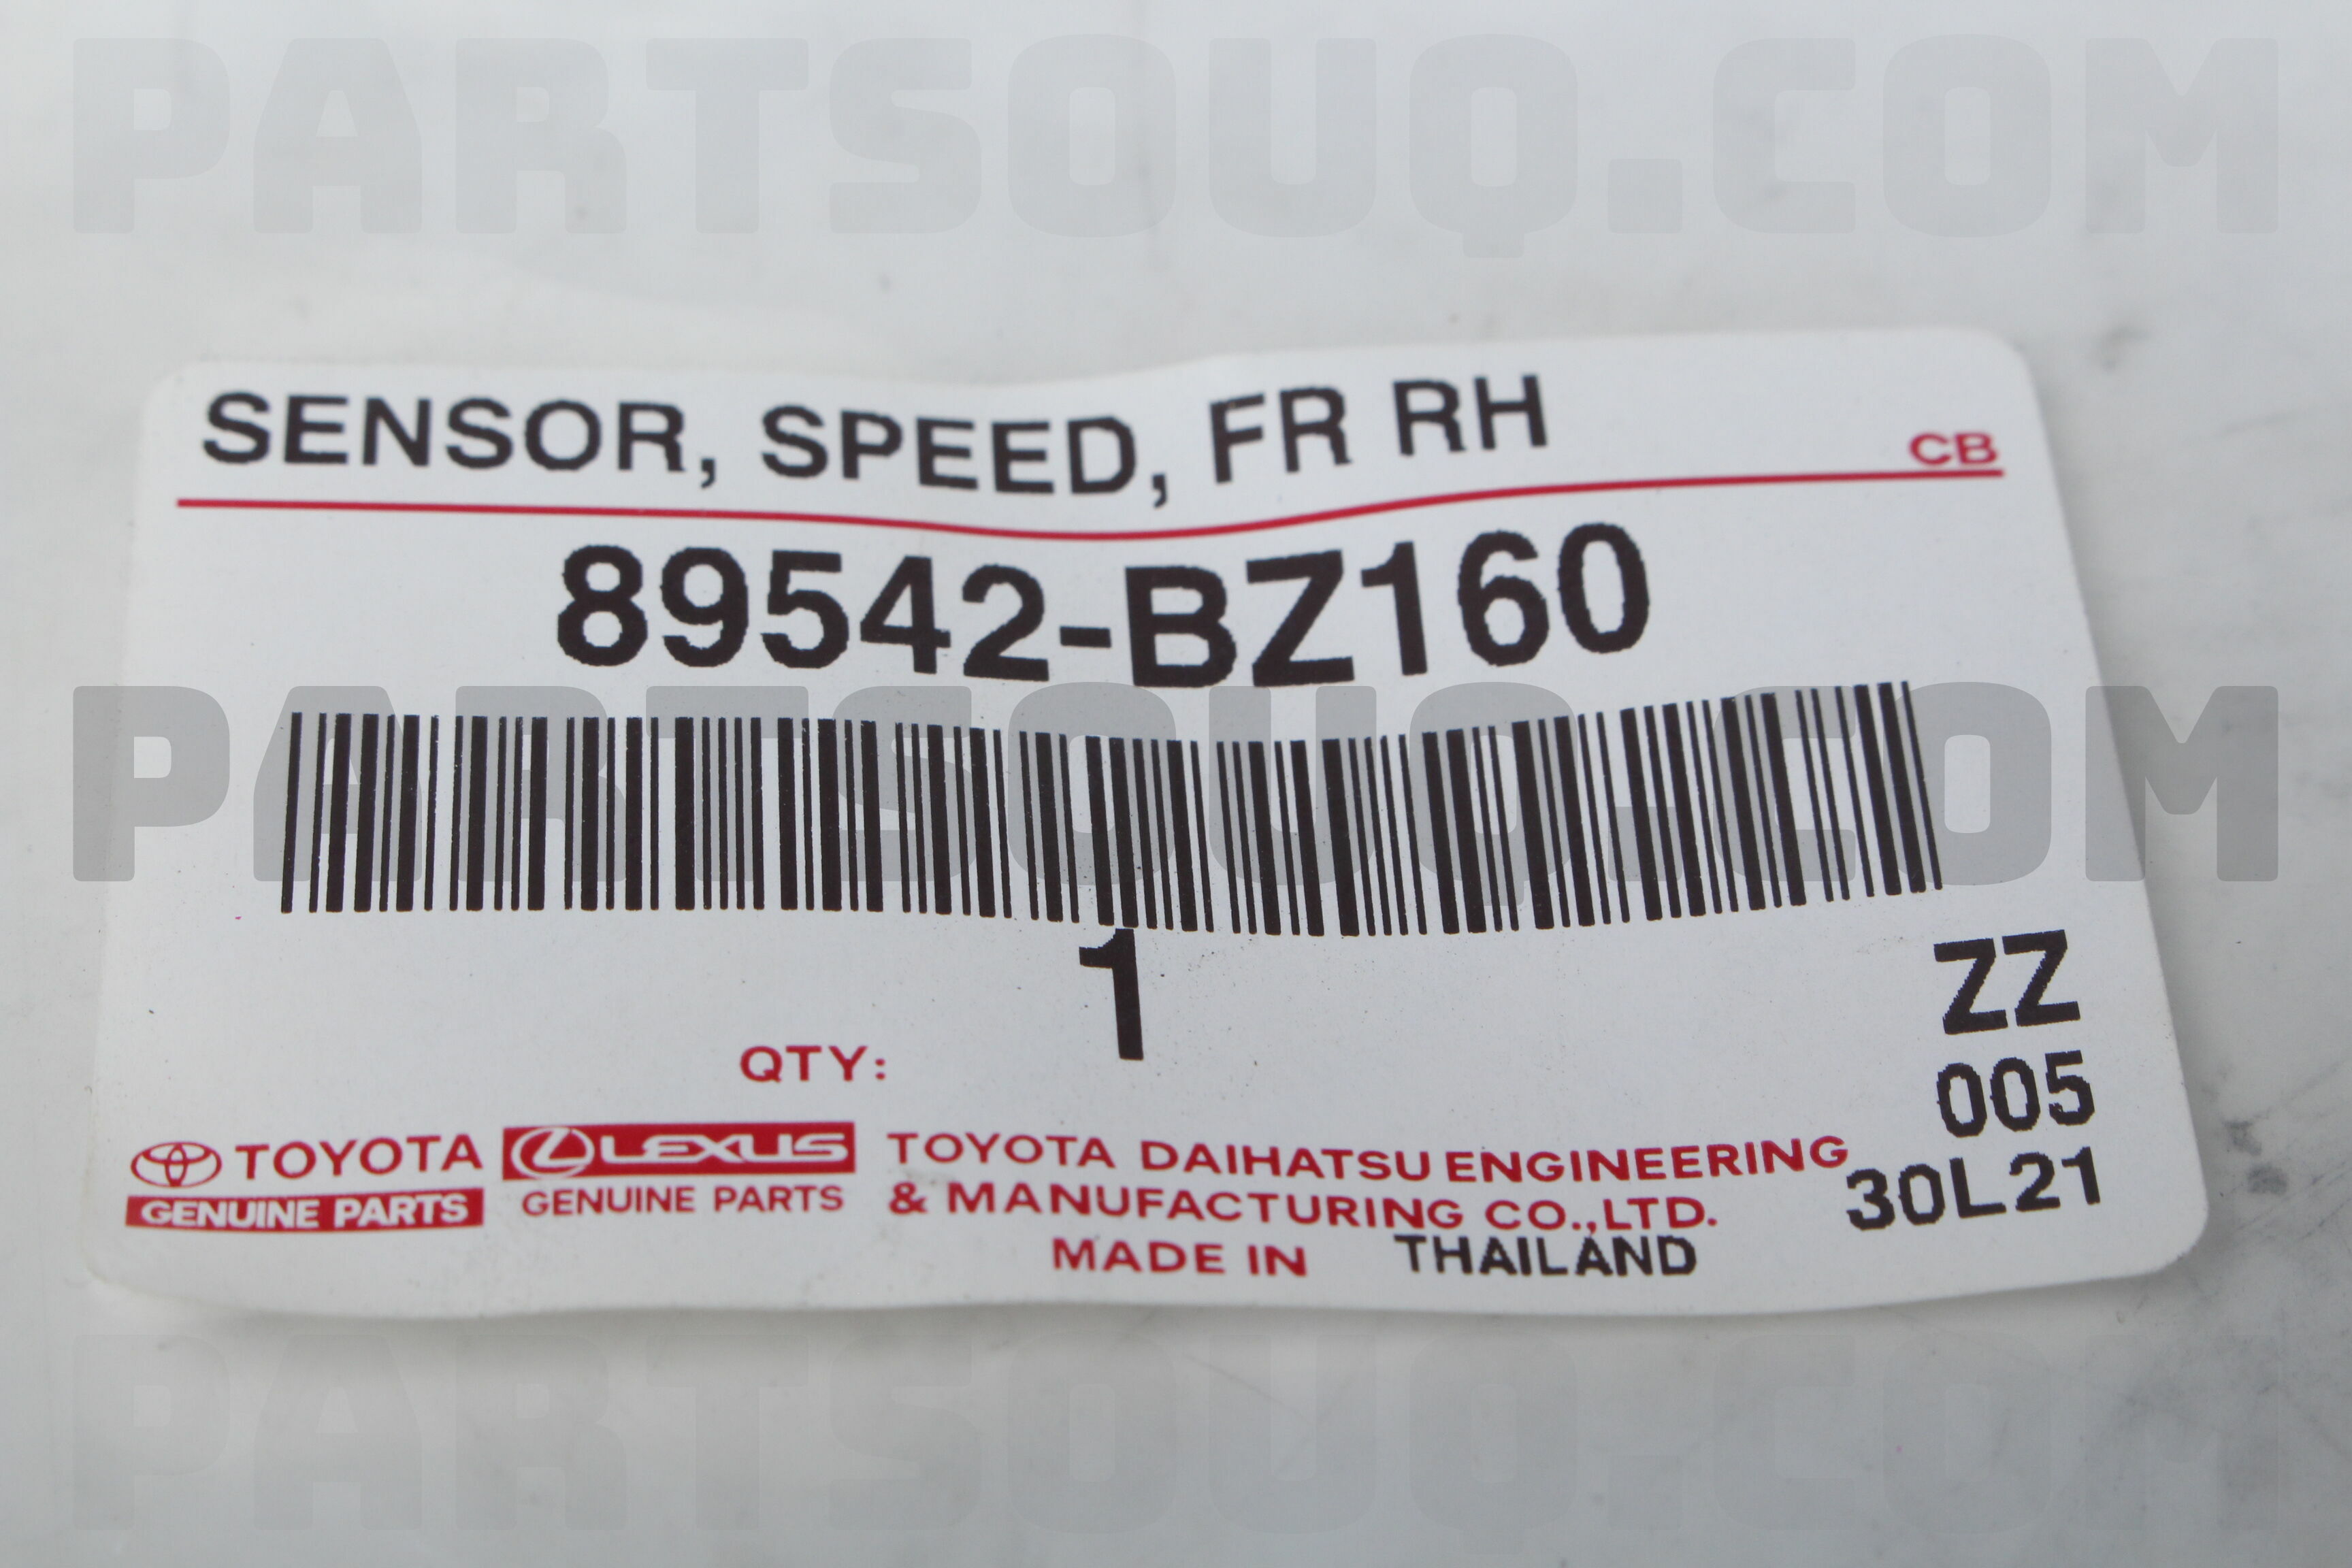 PARTSOUQ.COM
SENSOR, SPEED, FR RH
CB
89542-BZ160
PARTSOUQ.COM
1
QTY:
ZZ
005
30L21
TOYOTA
GENUINE PARTS
LEXUS
GENUINE PARTS
TOYOTA DAIHATSU ENGINEERING
& MANUFACTURING CO.,LTD.
MADE IN THAILAND
PARTSOUQ.COM